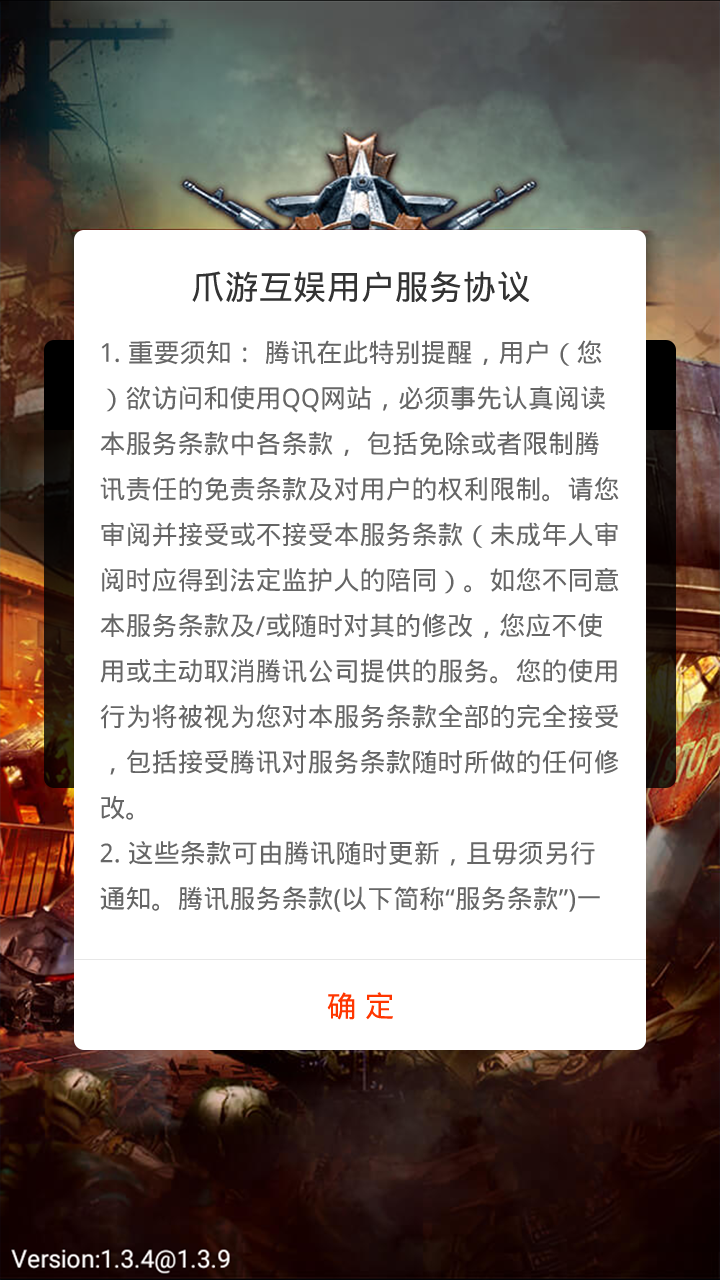 爪游互娱用户服务协议
1. 重要须知： 腾讯在此特别提�，用户（您
）欲访问和使用QQ网站，必须事先认真阅读
本服务条款中各条款， 包括免除或者限制腾
讯责任的免责条款及对用户的权利限制。请您
审阅并接受或不接受本服务条款（未成年人审
阅时应得到法定监护人的陪同）。如您不同意
本服务条款及/或随时对其的修改，您应不使
用或主动取消腾讯公司提供的服务。您的使用
行为将被视为您对本服务条款全部的完全接受
，包括接受腾讯对服务条款随时所做的任何修
改。
2. 这些条款可由腾讯随时更新，且毋须另行
通知。腾讯服务条款(以下简称“服务条款”)一
STOP
确 定
Version:1.3.4@1.3.9